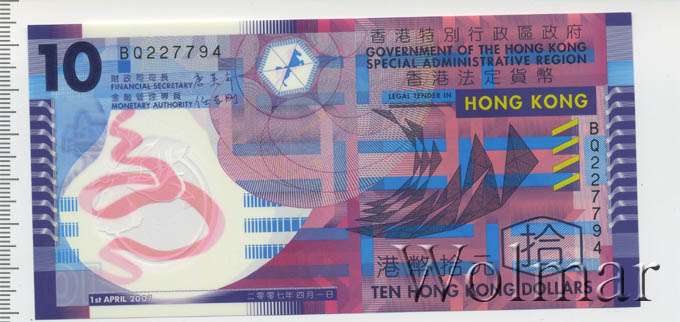 10
BQ227794
香港特別行政區政府
GOVERNMENT OF THE HONG KONG
SPECIAL ADMINISTRATIVE REGION
香港法定貨幣
LEGAL TENDER IN
HONG KONG
財政司司長
FINANCIAL SECRETARY
金融管理專員
MONETARY AUTHORITY
BQ227794
港幣拾元
拾
TEN HONG KONG DOLLARS
1st APRIL 2007
二零零七年四月一日
Wolmar